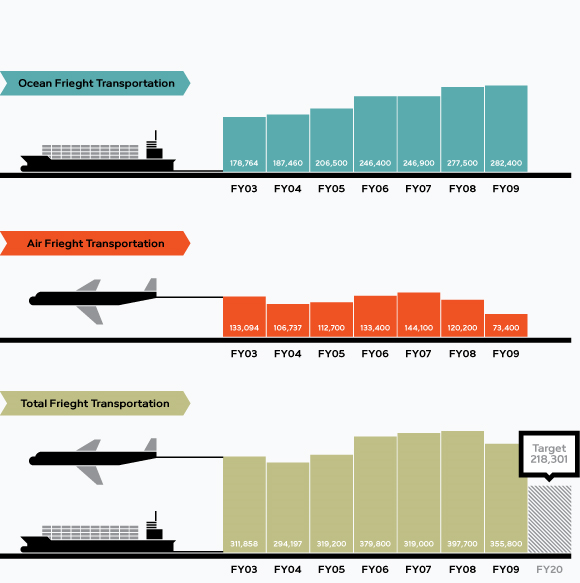 Ocean Frieght Transportation
178,764 187,460 206,500 246,400 246,900 277,500 282,400
FY03 FY04 FY05 FY06 FY07 FY08 FY09
Air Frieght Transportation
133,094 106,737 112,700 133,400 144,100 120,200 73,400
FY03 FY04 FY05 FY06 FY07 FY08 FY09
Total Frieght Transportation
Target
218,301
311,858 294,197 319,200 379,800 319,000 397,700 355,800
FY03 FY04 FY05 FY06 FY07 FY08 FY09 FY20